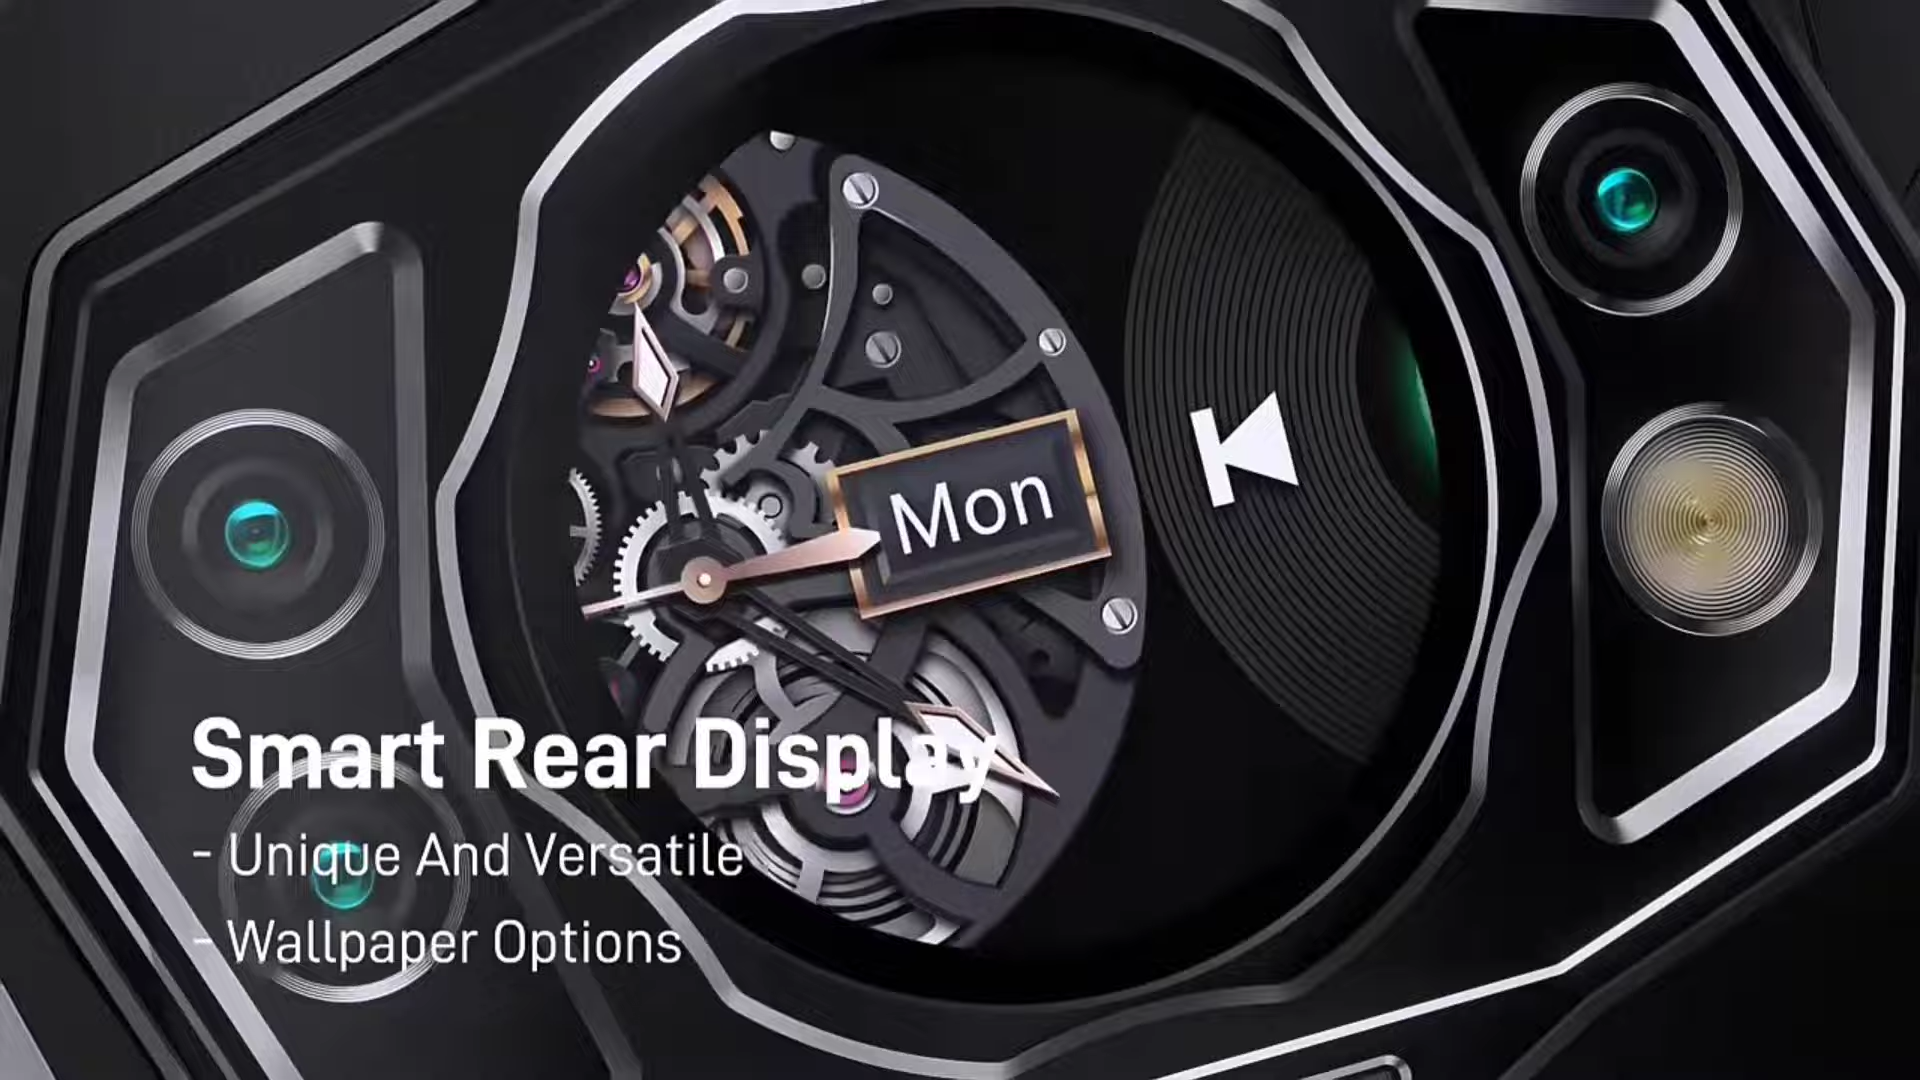 Mon
Smart Rear Display
- Unique And Versatile
- Wallpaper Options